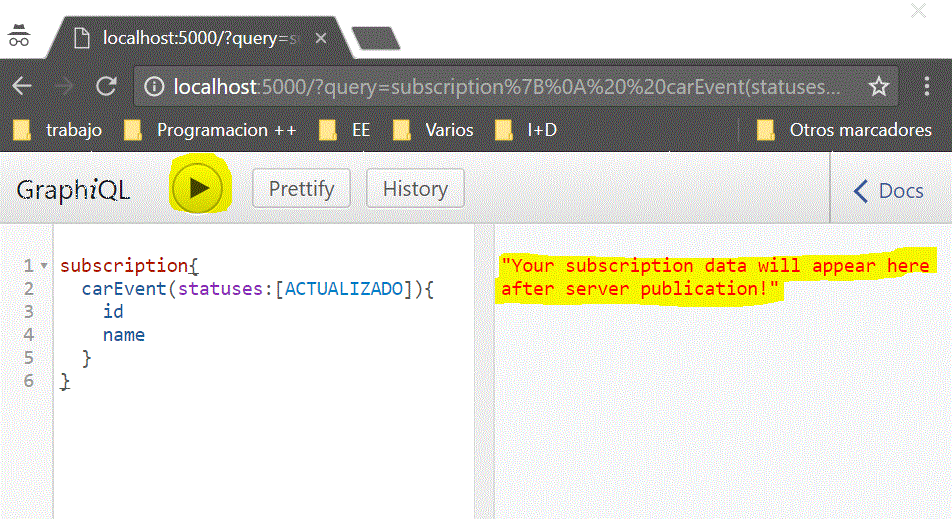 localhost:5000/?query=s
localhost:5000/?query=subscription%7B%0A%20%20carEvent(statuses...
trabajo Programacion ++ EE Varios I+D Otros marcadores
GraphiQL Prettify History Docs
1 subscription{
2 carEvent(statuses:[ACTUALIZADO]){
3 id
4 name
5 }
6 }
"Your subscription data will appear here
after server publication!"